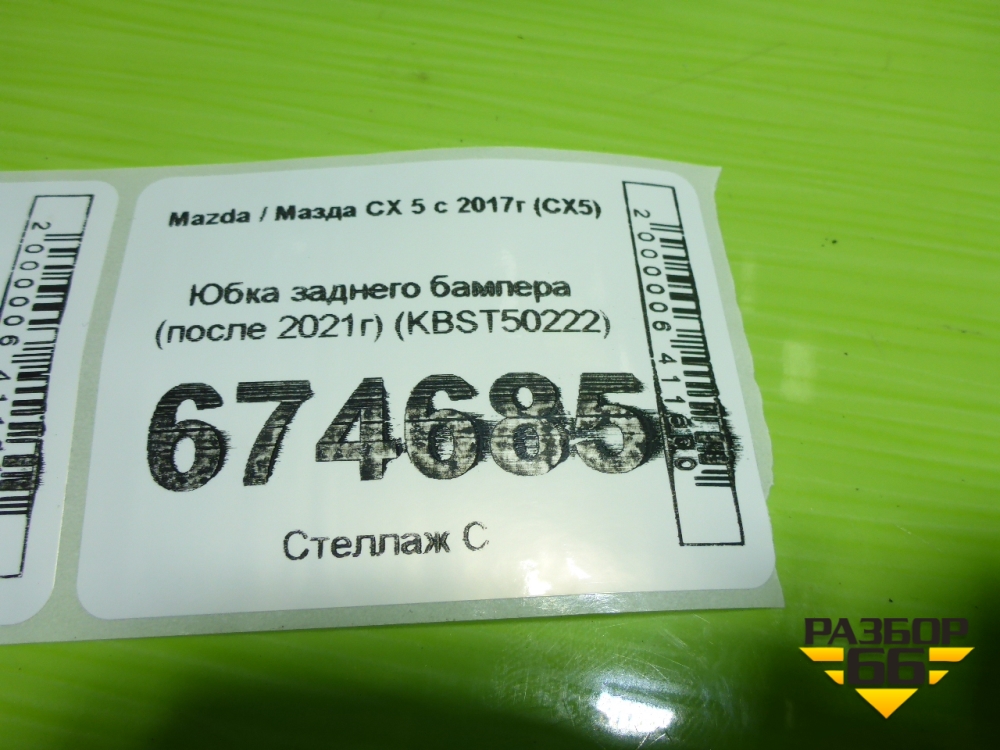 Mazda / Мазда CX 5 с 2017г (CX5)
Юбка заднего бампера
(после 2021г) (KBST50222)
674685
Стеллаж С
РАЗБОР
66